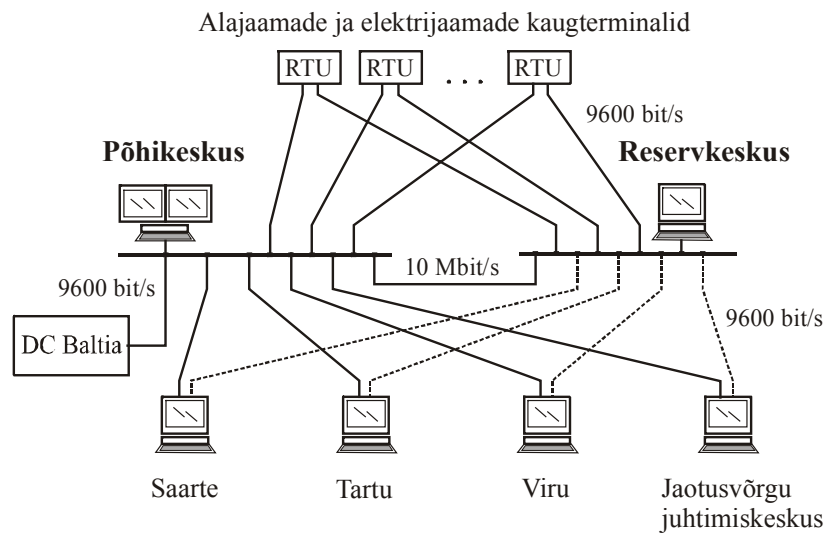 Alajaamade ja elektrijaamade kaugterminalid
RTU
RTU
. . .
RTU
9600 bit/s
Põhikeskus
Reservkeskus
10 Mbit/s
9600 bit/s
9600 bit/s
DC Baltia
Saarte
Tartu
Viru
Jaotusvõrgu
juhtimiskeskus